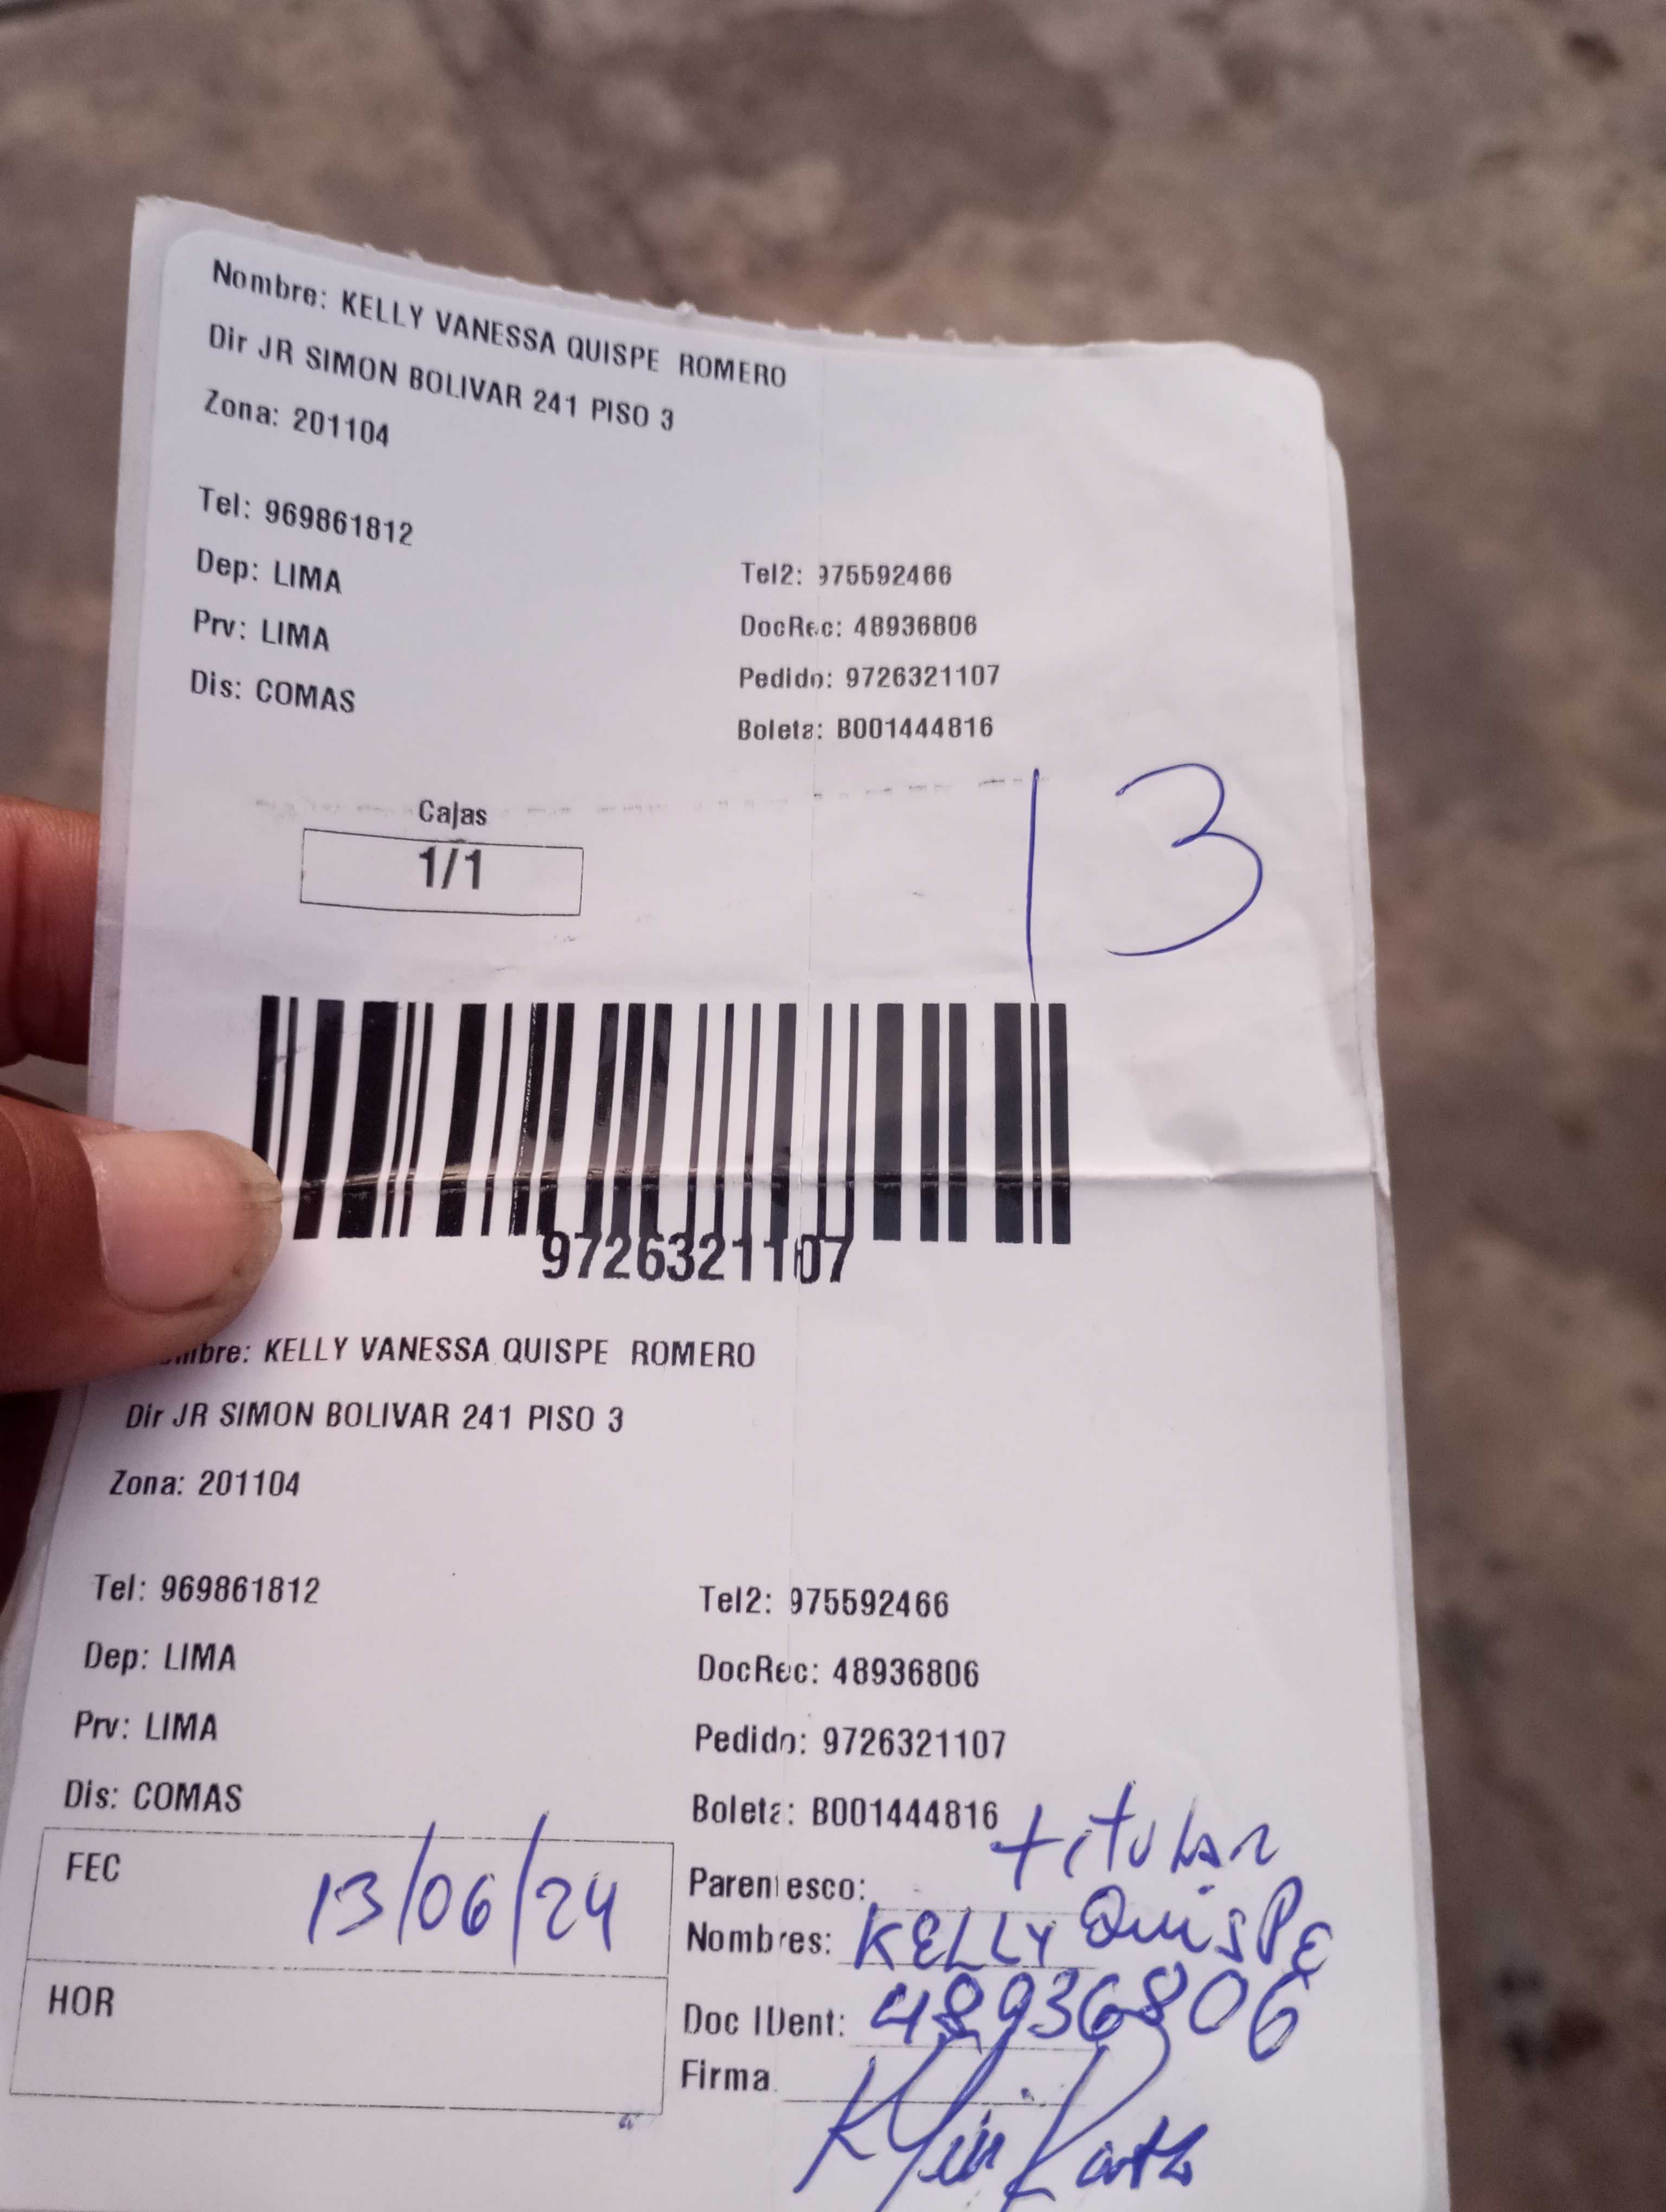 Nombre: KELLY VANESSA QUISPE ROMERO
Dir JR SIMON BOLIVAR 241 PISO 3
Zona: 201104
Tel: 969861812
Tel2: 975592466
Dep: LIMA
DocRec: 48936806
Prv: LIMA
Pedido: 9726321107
Dis: COMAS
Boleta: B001444816
Cajas
1/1
13
9726321107
mbre: KELLY VANESSA QUISPE ROMERO
Dir JR SIMON BOLIVAR 241 PISO 3
Zona: 201104
Tel: 969861812
Tel2: 975592466
Dep: LIMA
DocRec: 48936806
Prv: LIMA
Pedido: 9726321107
Dis: COMAS
Boleta: B001444816
FEC 13/06/24
Parentesco: titular
Nombres: KELLY QUISPE
HOR
Doc IDent: 48936806
Firma